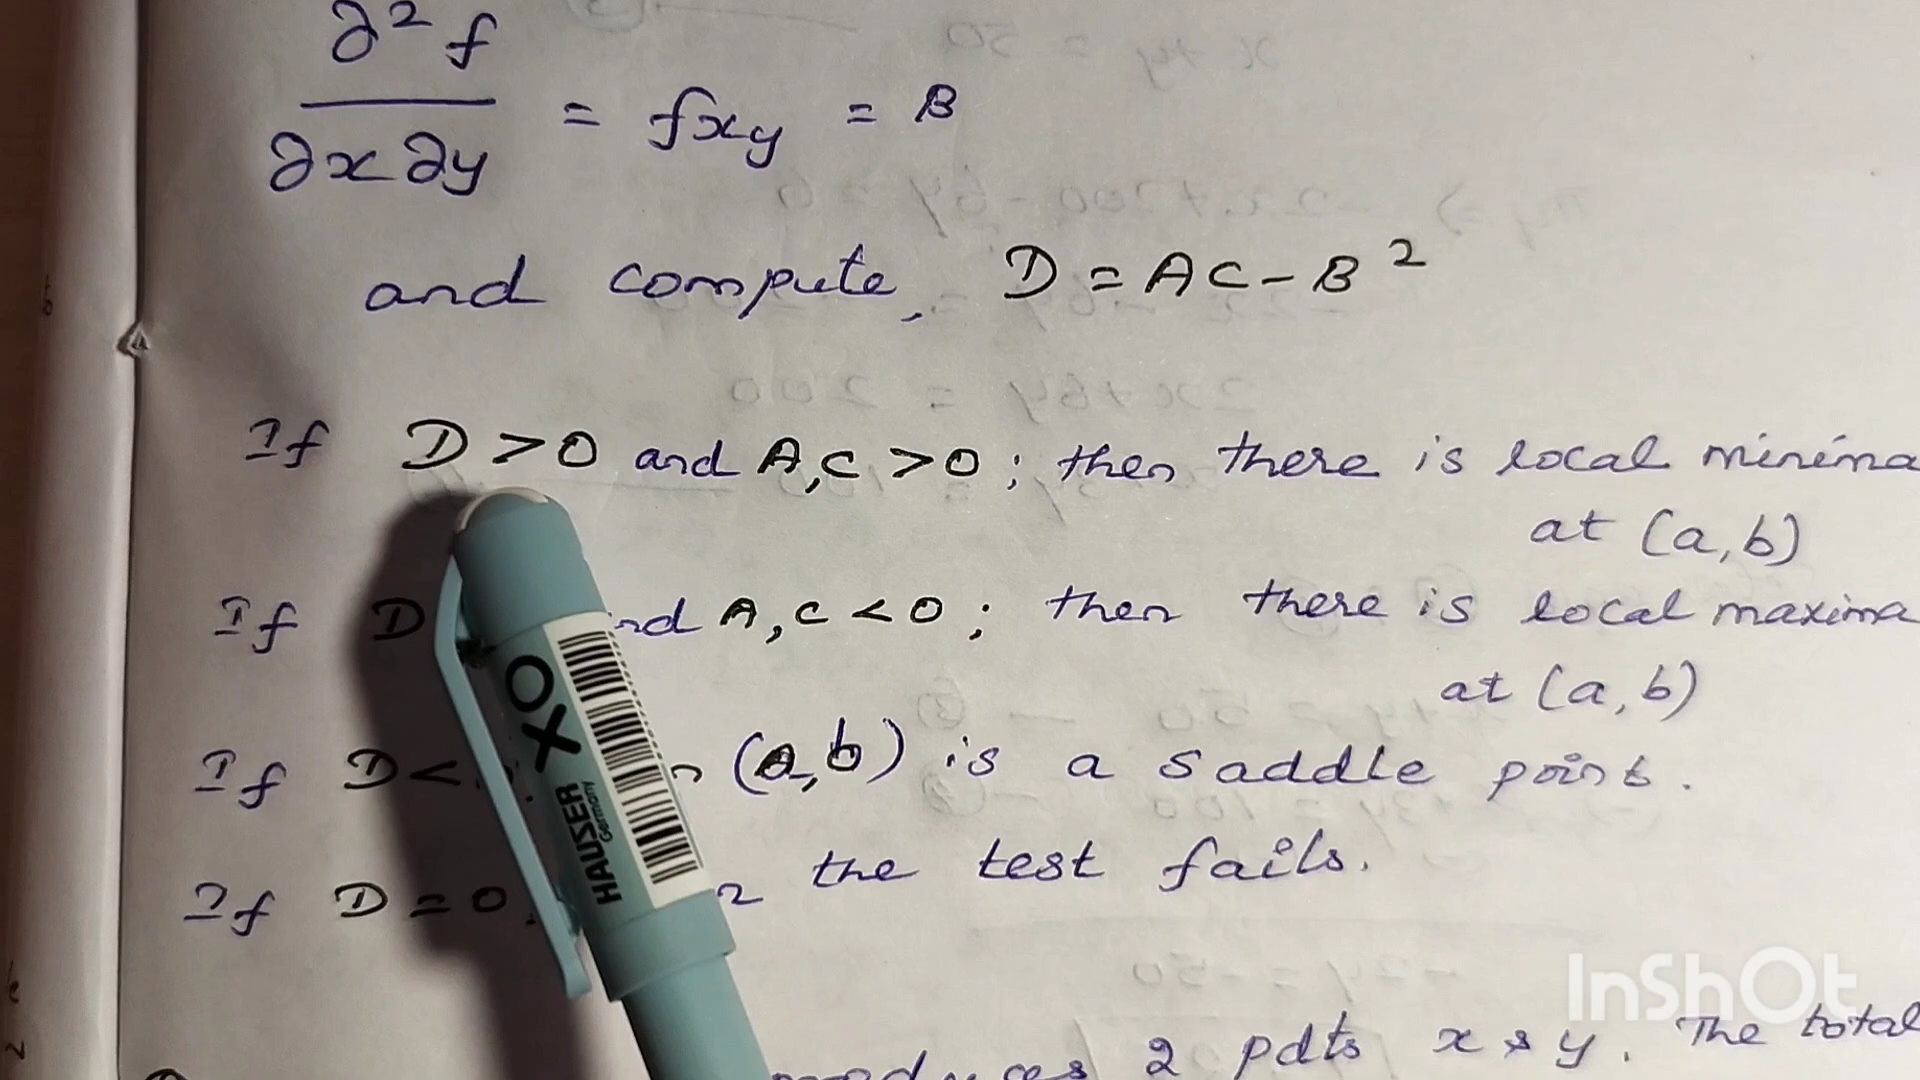 ∂²f
―――― = fxy = B
∂x ∂y
and compute, D = AC - B²
If D > 0 and A, C > 0 ; then there is local minima
at (a, b)
If D nd A, C < 0 ; then there is local maxima
at (a, b)
If D < (a, b) is a saddle point.
If D = 0, the test fails.
2 pdts x & y. The total
XO
HAUZER
Germany
InShOt